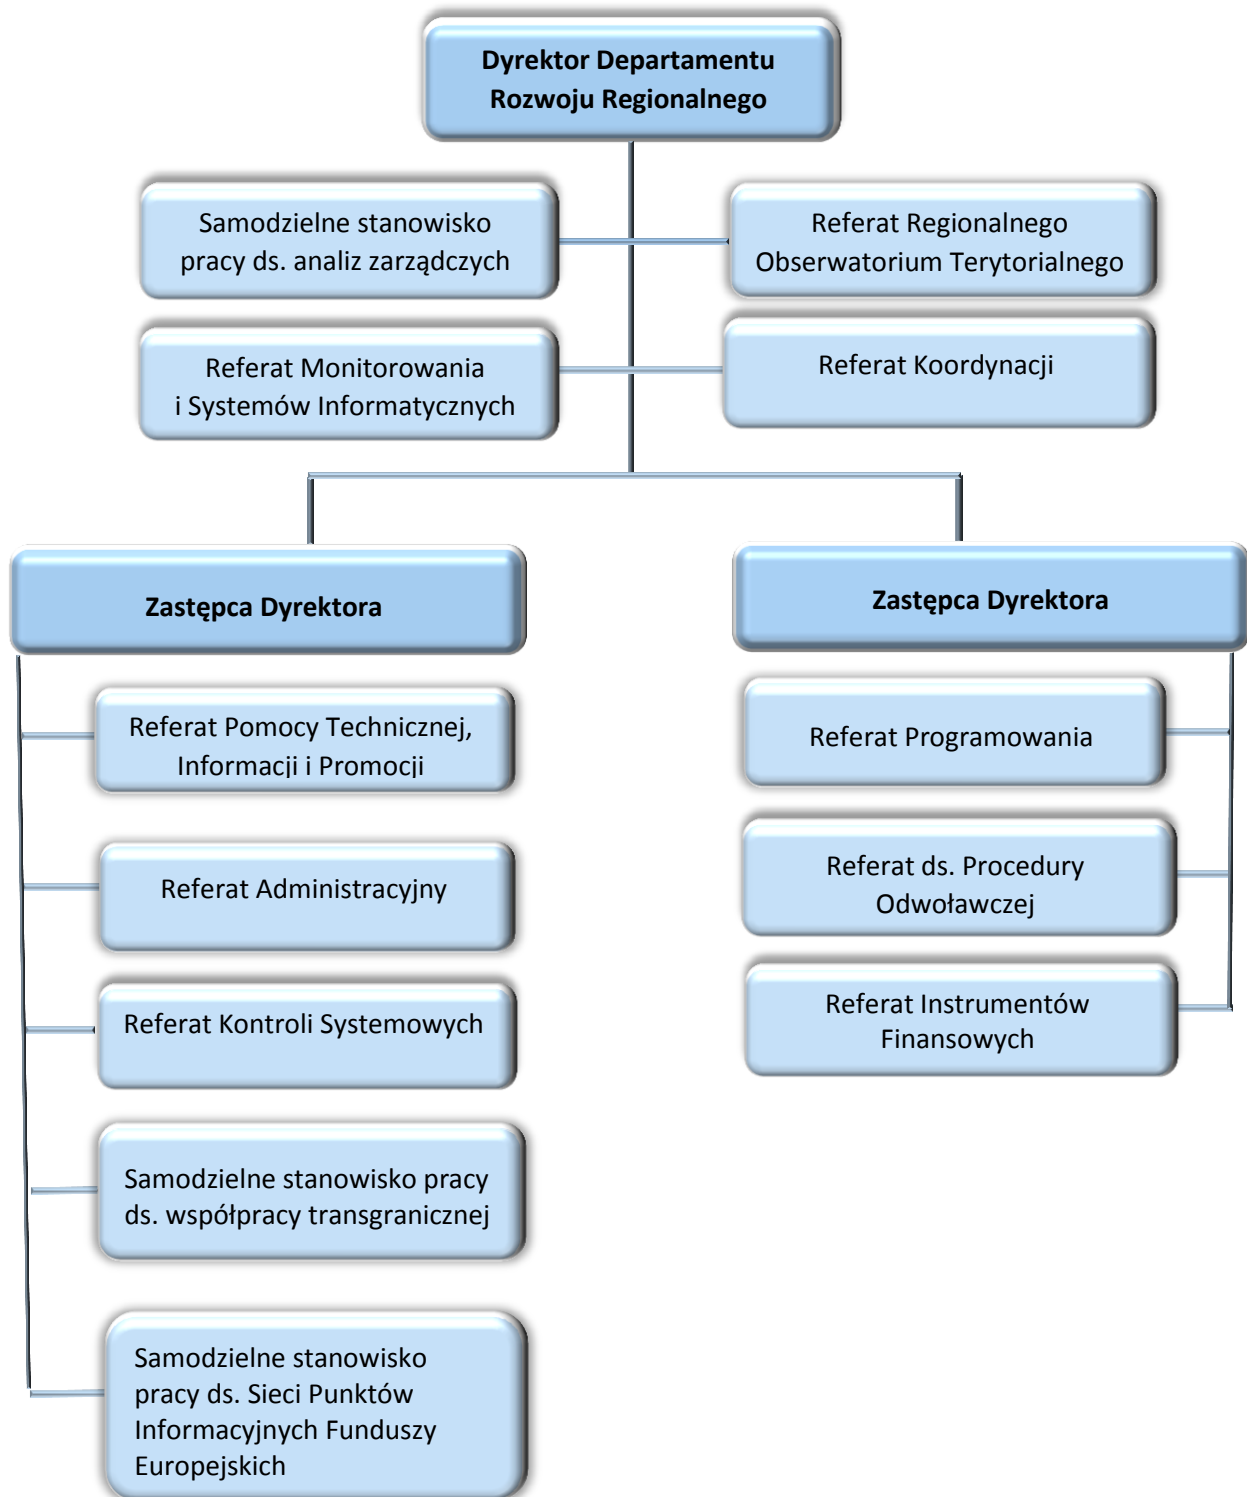 Dyrektor Departamentu
Rozwoju Regionalnego
Samodzielne stanowisko
pracy ds. analiz zarządczych
Referat Regionalnego
Obserwatorium Terytorialnego
Referat Monitorowania
i Systemów Informatycznych
Referat Koordynacji
Zastępca Dyrektora
Zastępca Dyrektora
Referat Pomocy Technicznej,
Informacji i Promocji
Referat Administracyjny
Referat Kontroli Systemowych
Samodzielne stanowisko pracy
ds. współpracy transgranicznej
Samodzielne stanowisko
pracy ds. Sieci Punktów
Informacyjnych Funduszy
Europejskich
Referat Programowania
Referat ds. Procedury
Odwoławczej
Referat Instrumentów
Finansowych